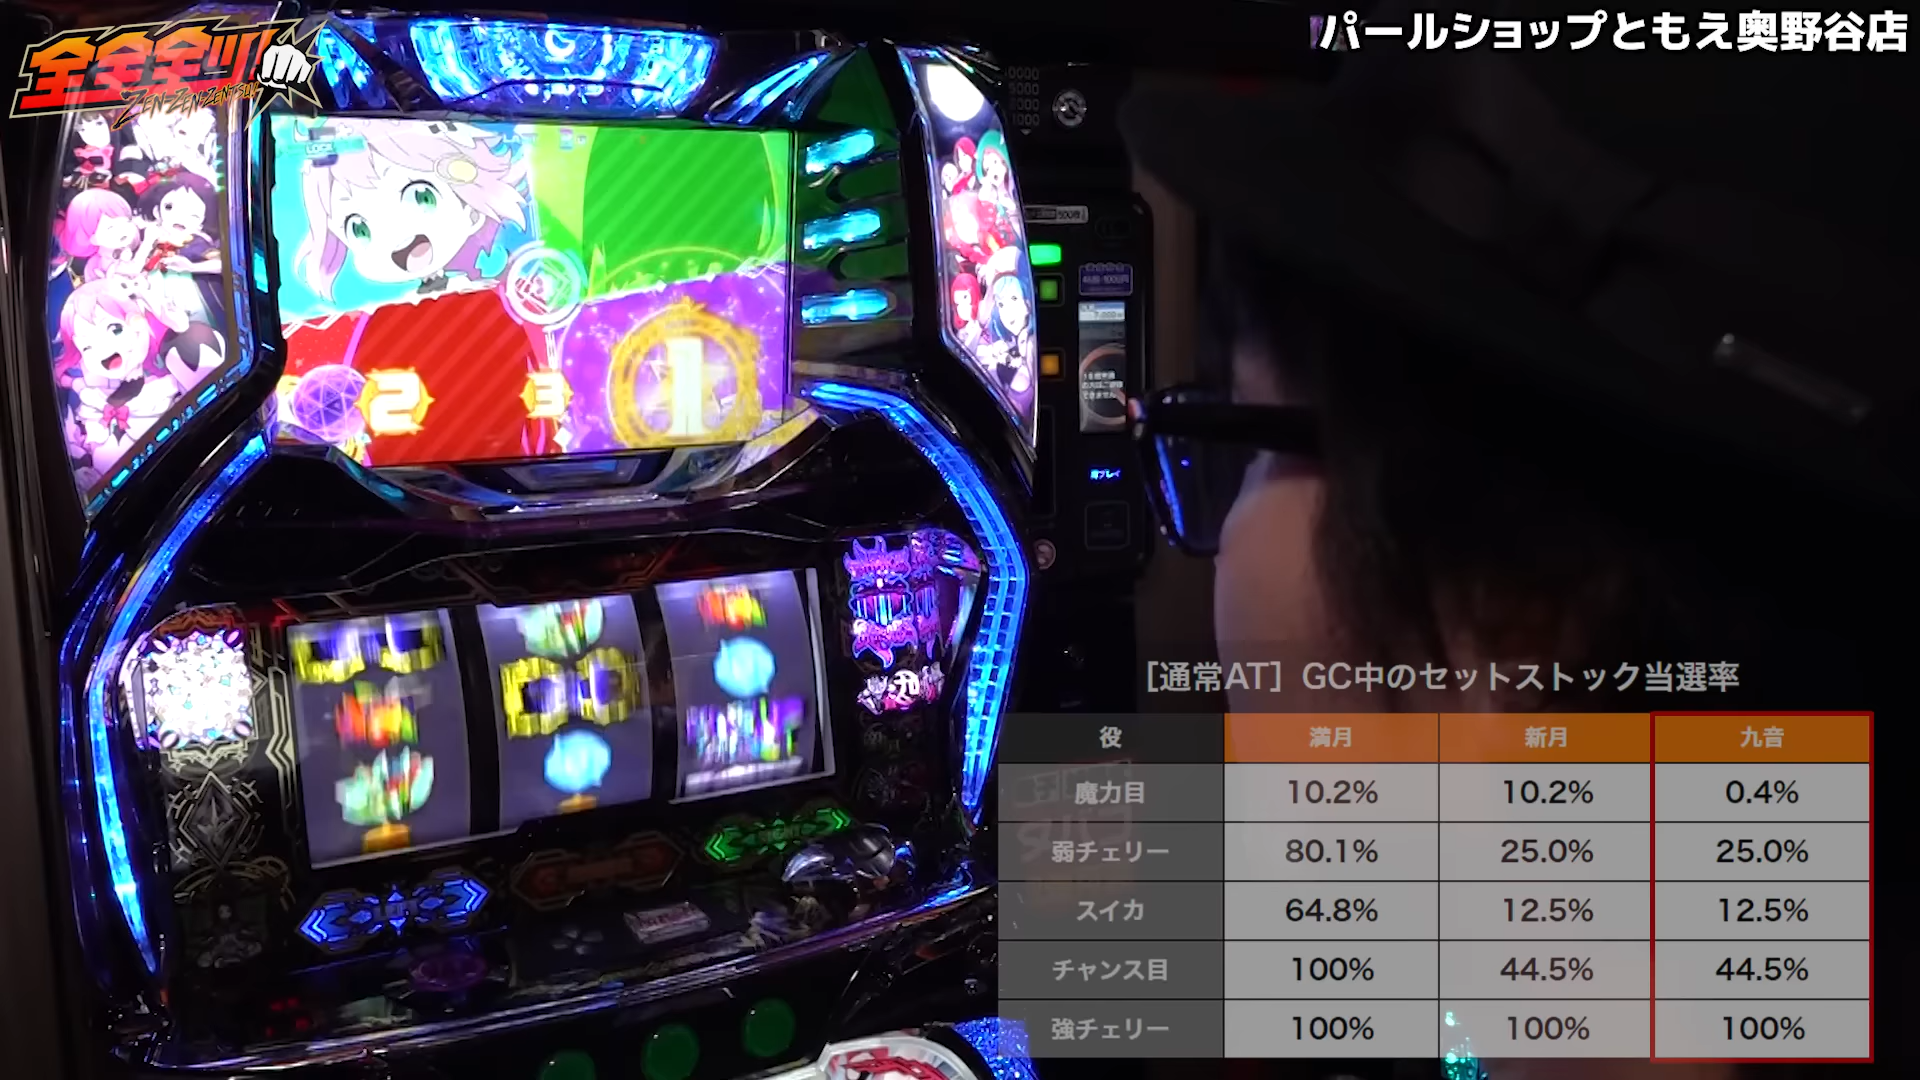 全全全ツ!
ZEN-ZEN-ZENTSU!
パールショップともえ奥野谷店
LOCK
2
3
1
[通常AT] GC中のセットストック当選率
役 満月 新月 九音
魔力目 10.2% 10.2% 0.4%
弱チェリー 80.1% 25.0% 25.0%
スイカ 64.8% 12.5% 12.5%
チャンス目 100% 44.5% 44.5%
強チェリー 100% 100% 100%